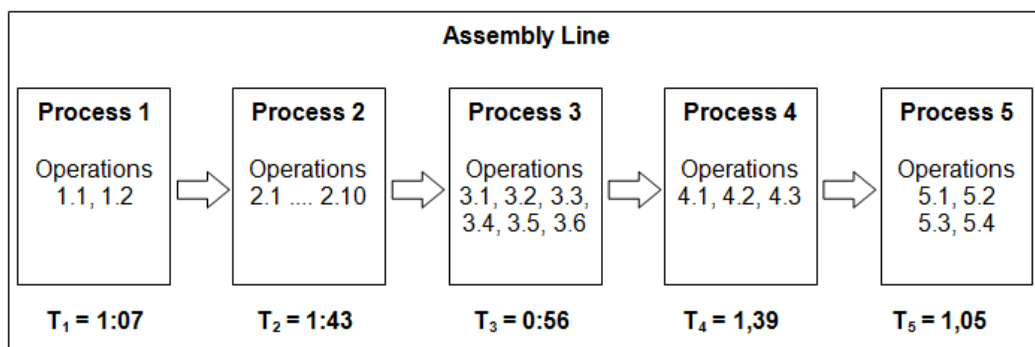 Assembly Line
Process 1
Operations
1.1, 1.2
Process 2
Operations
2.1 .... 2.10
Process 3
Operations
3.1, 3.2, 3.3,
3.4, 3.5, 3.6
Process 4
Operations
4.1, 4.2, 4.3
Process 5
Operations
5.1, 5.2
5.3, 5.4
T₁ = 1:07
T₂ = 1:43
T₃ = 0:56
T₄ = 1,39
T₅ = 1,05